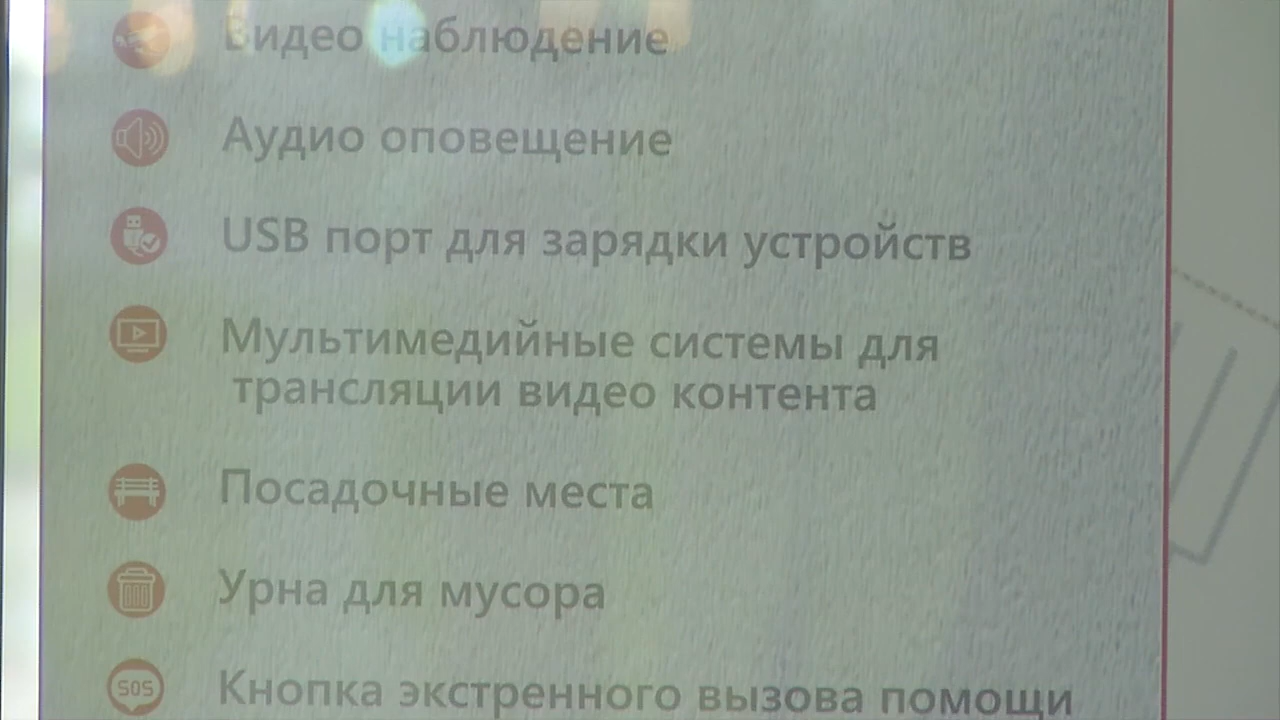 Видео наблюдение
Аудио оповещение
USB порт для зарядки устройств
Мультимедийные системы для
трансляции видео контента
Посадочные места
Урна для мусора
SOS Кнопка экстренного вызова помощи